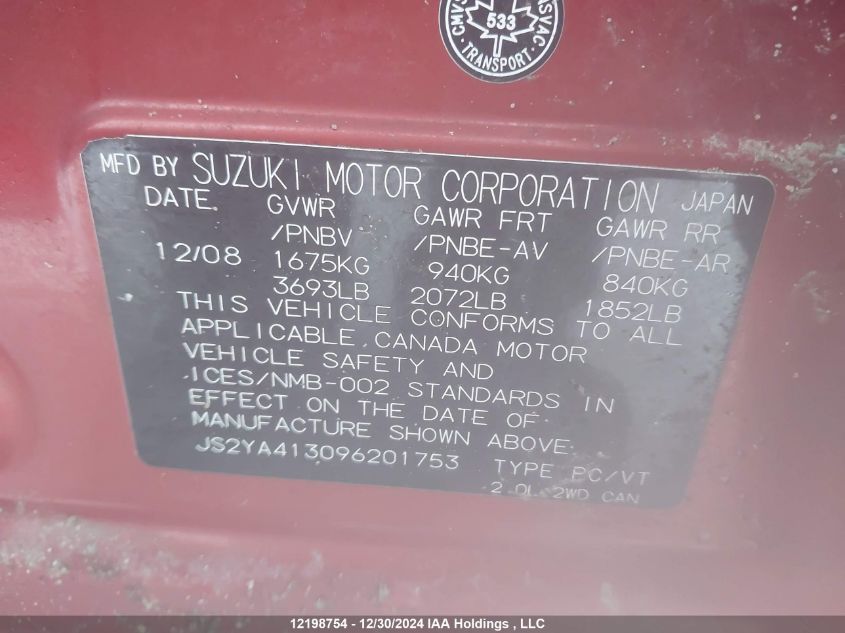 533
TRANSPORT
MFD BY SUZUKI MOTOR CORPORATION JAPAN
DATE GVWR GAWR FRT GAWR RR
/PNBV /PNBE-AV /PNBE-AR
12/08 1675KG 940KG 840KG
3693LB 2072LB 1852LB
THIS VEHICLE CONFORMS TO ALL
APPLICABLE CANADA MOTOR
VEHICLE SAFETY AND
ICES/NMB-002 STANDARDS IN
EFFECT ON THE DATE OF
MANUFACTURE SHOWN ABOVE.
JS2YA413096201753 TYPE PC/VT
2.0L 2WD CAN
12198754 - 12/30/2024 IAA Holdings , LLC